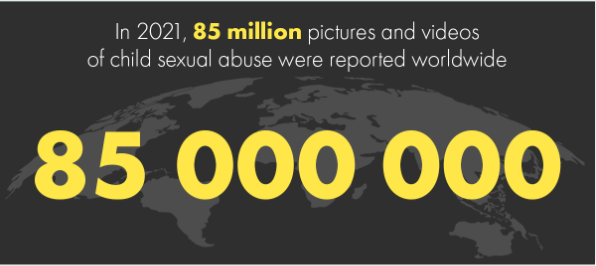 In 2021, 85 million pictures and videos
of child sexual abuse were reported worldwide
85 000 000